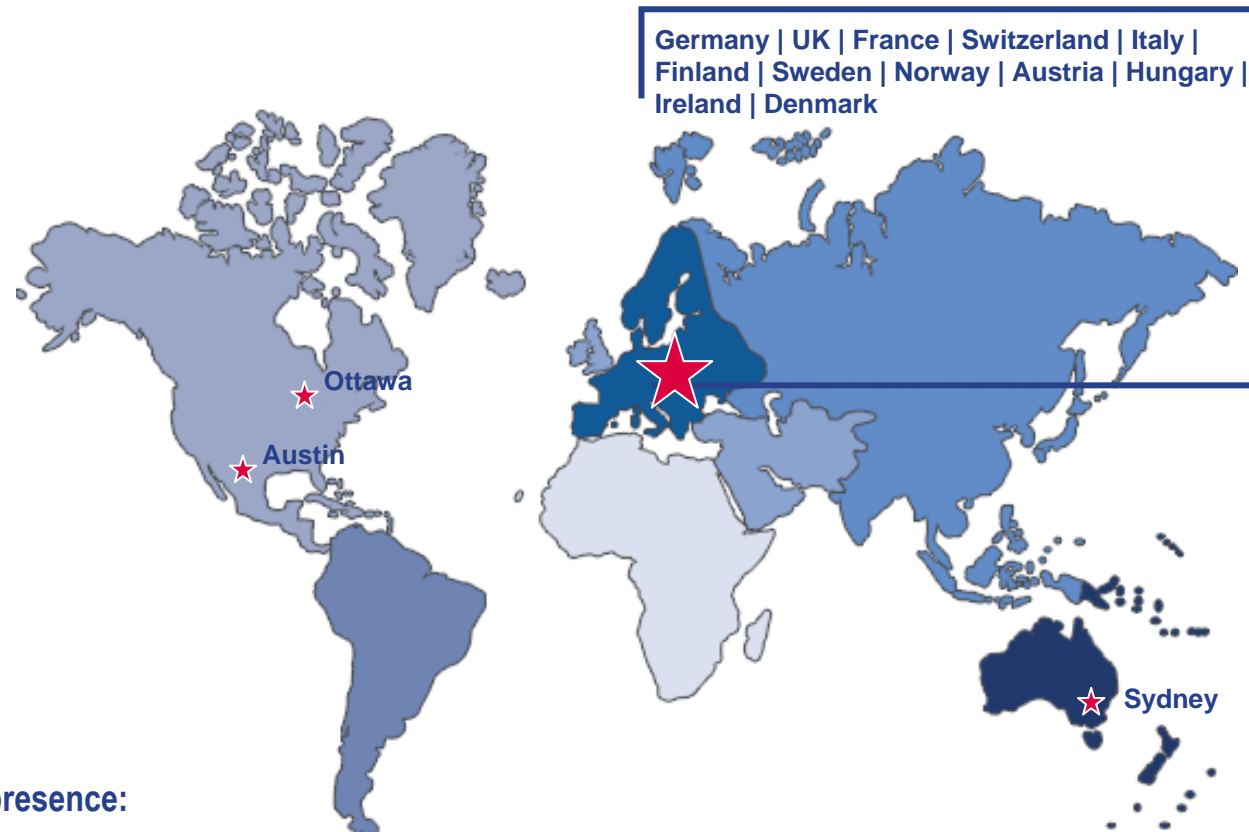 Germany | UK | France | Switzerland | Italy |
Finland | Sweden | Norway | Austria | Hungary |
Ireland | Denmark
Ottawa
Austin
Sydney
presence: